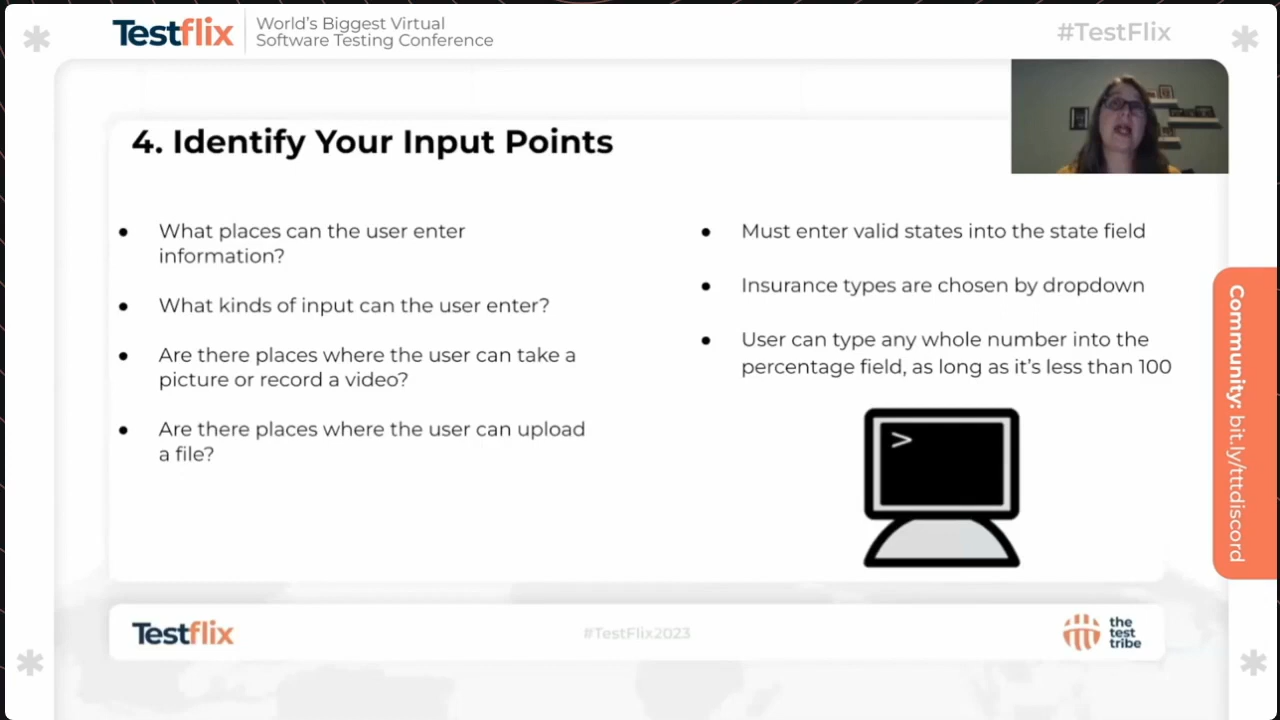 Testflix
World's Biggest Virtual
Software Testing Conference
#TestFlix
4. Identify Your Input Points
What places can the user enter
information?
What kinds of input can the user enter?
Are there places where the user can take a
picture or record a video?
Are there places where the user can upload
a file?
Must enter valid states into the state field
Insurance types are chosen by dropdown
User can type any whole number into the
percentage field, as long as it's less than 100
>
Community: bit.ly/tttdiscord
Testflix
#TestFlix2023
the
test
tribe